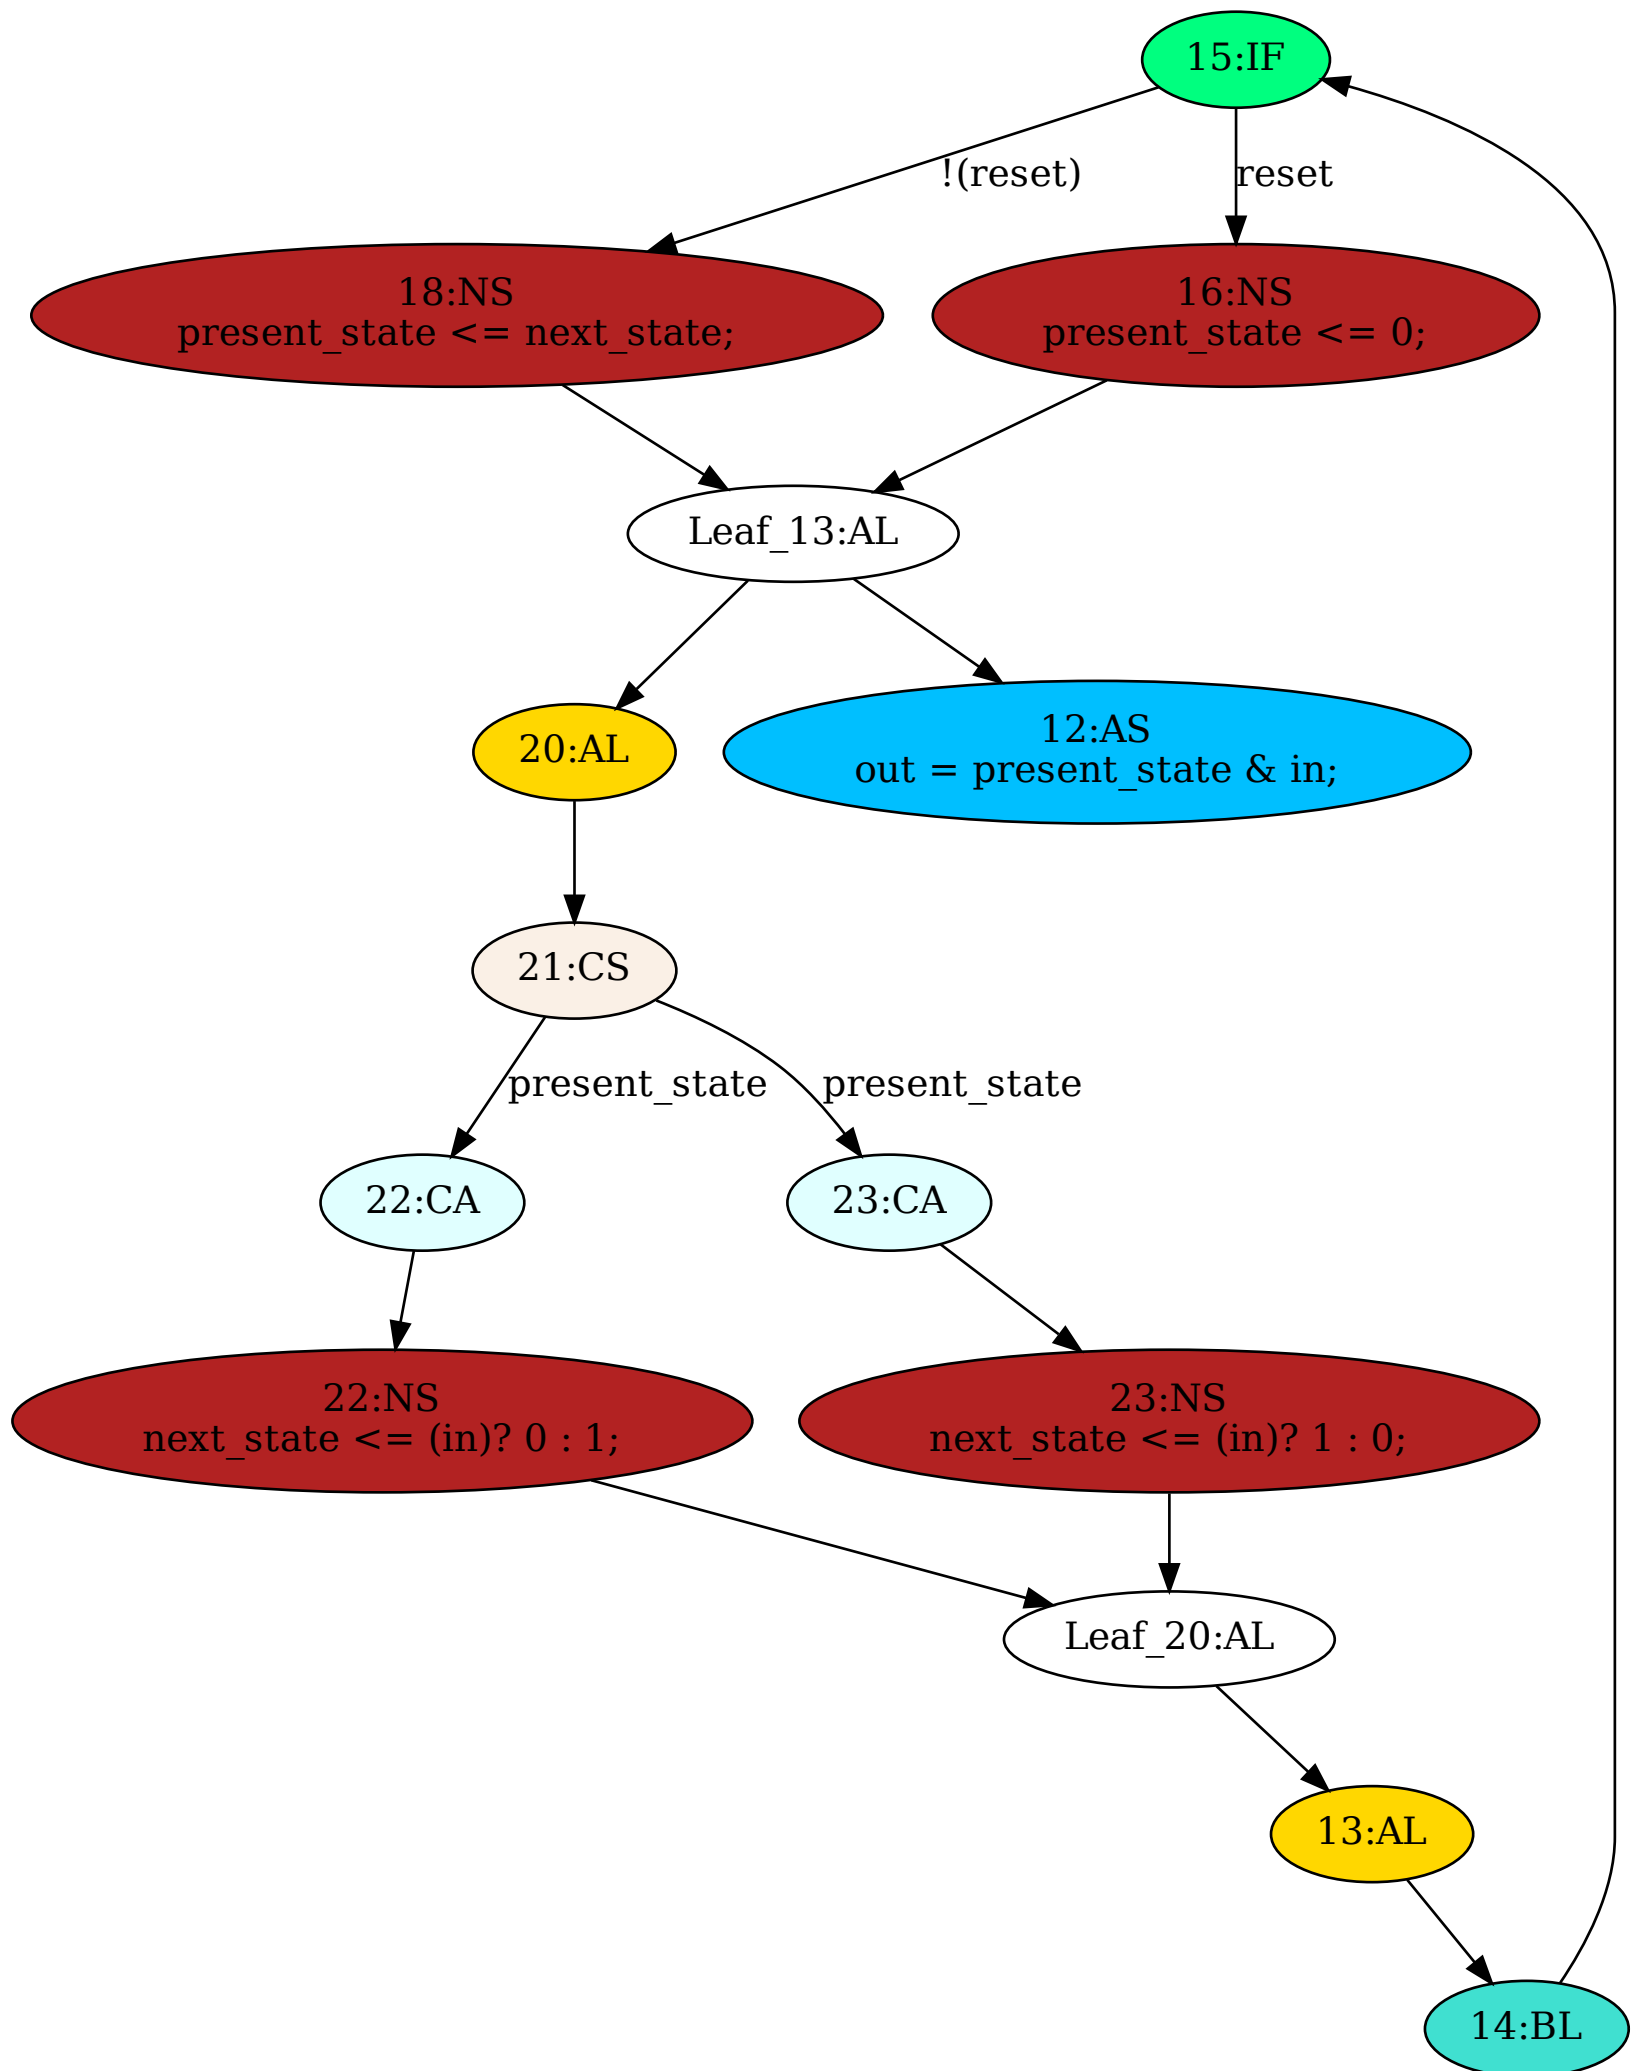 15:IF
!(reset)
reset
18:NS
present_state <= next_state;
16:NS
present_state <= 0;
Leaf_13:AL
20:AL
12:AS
out = present_state & in;
21:CS
present_state
present_state
22:CA
23:CA
22:NS
next_state <= (in)? 0 : 1;
23:NS
next_state <= (in)? 1 : 0;
Leaf_20:AL
13:AL
14:BL